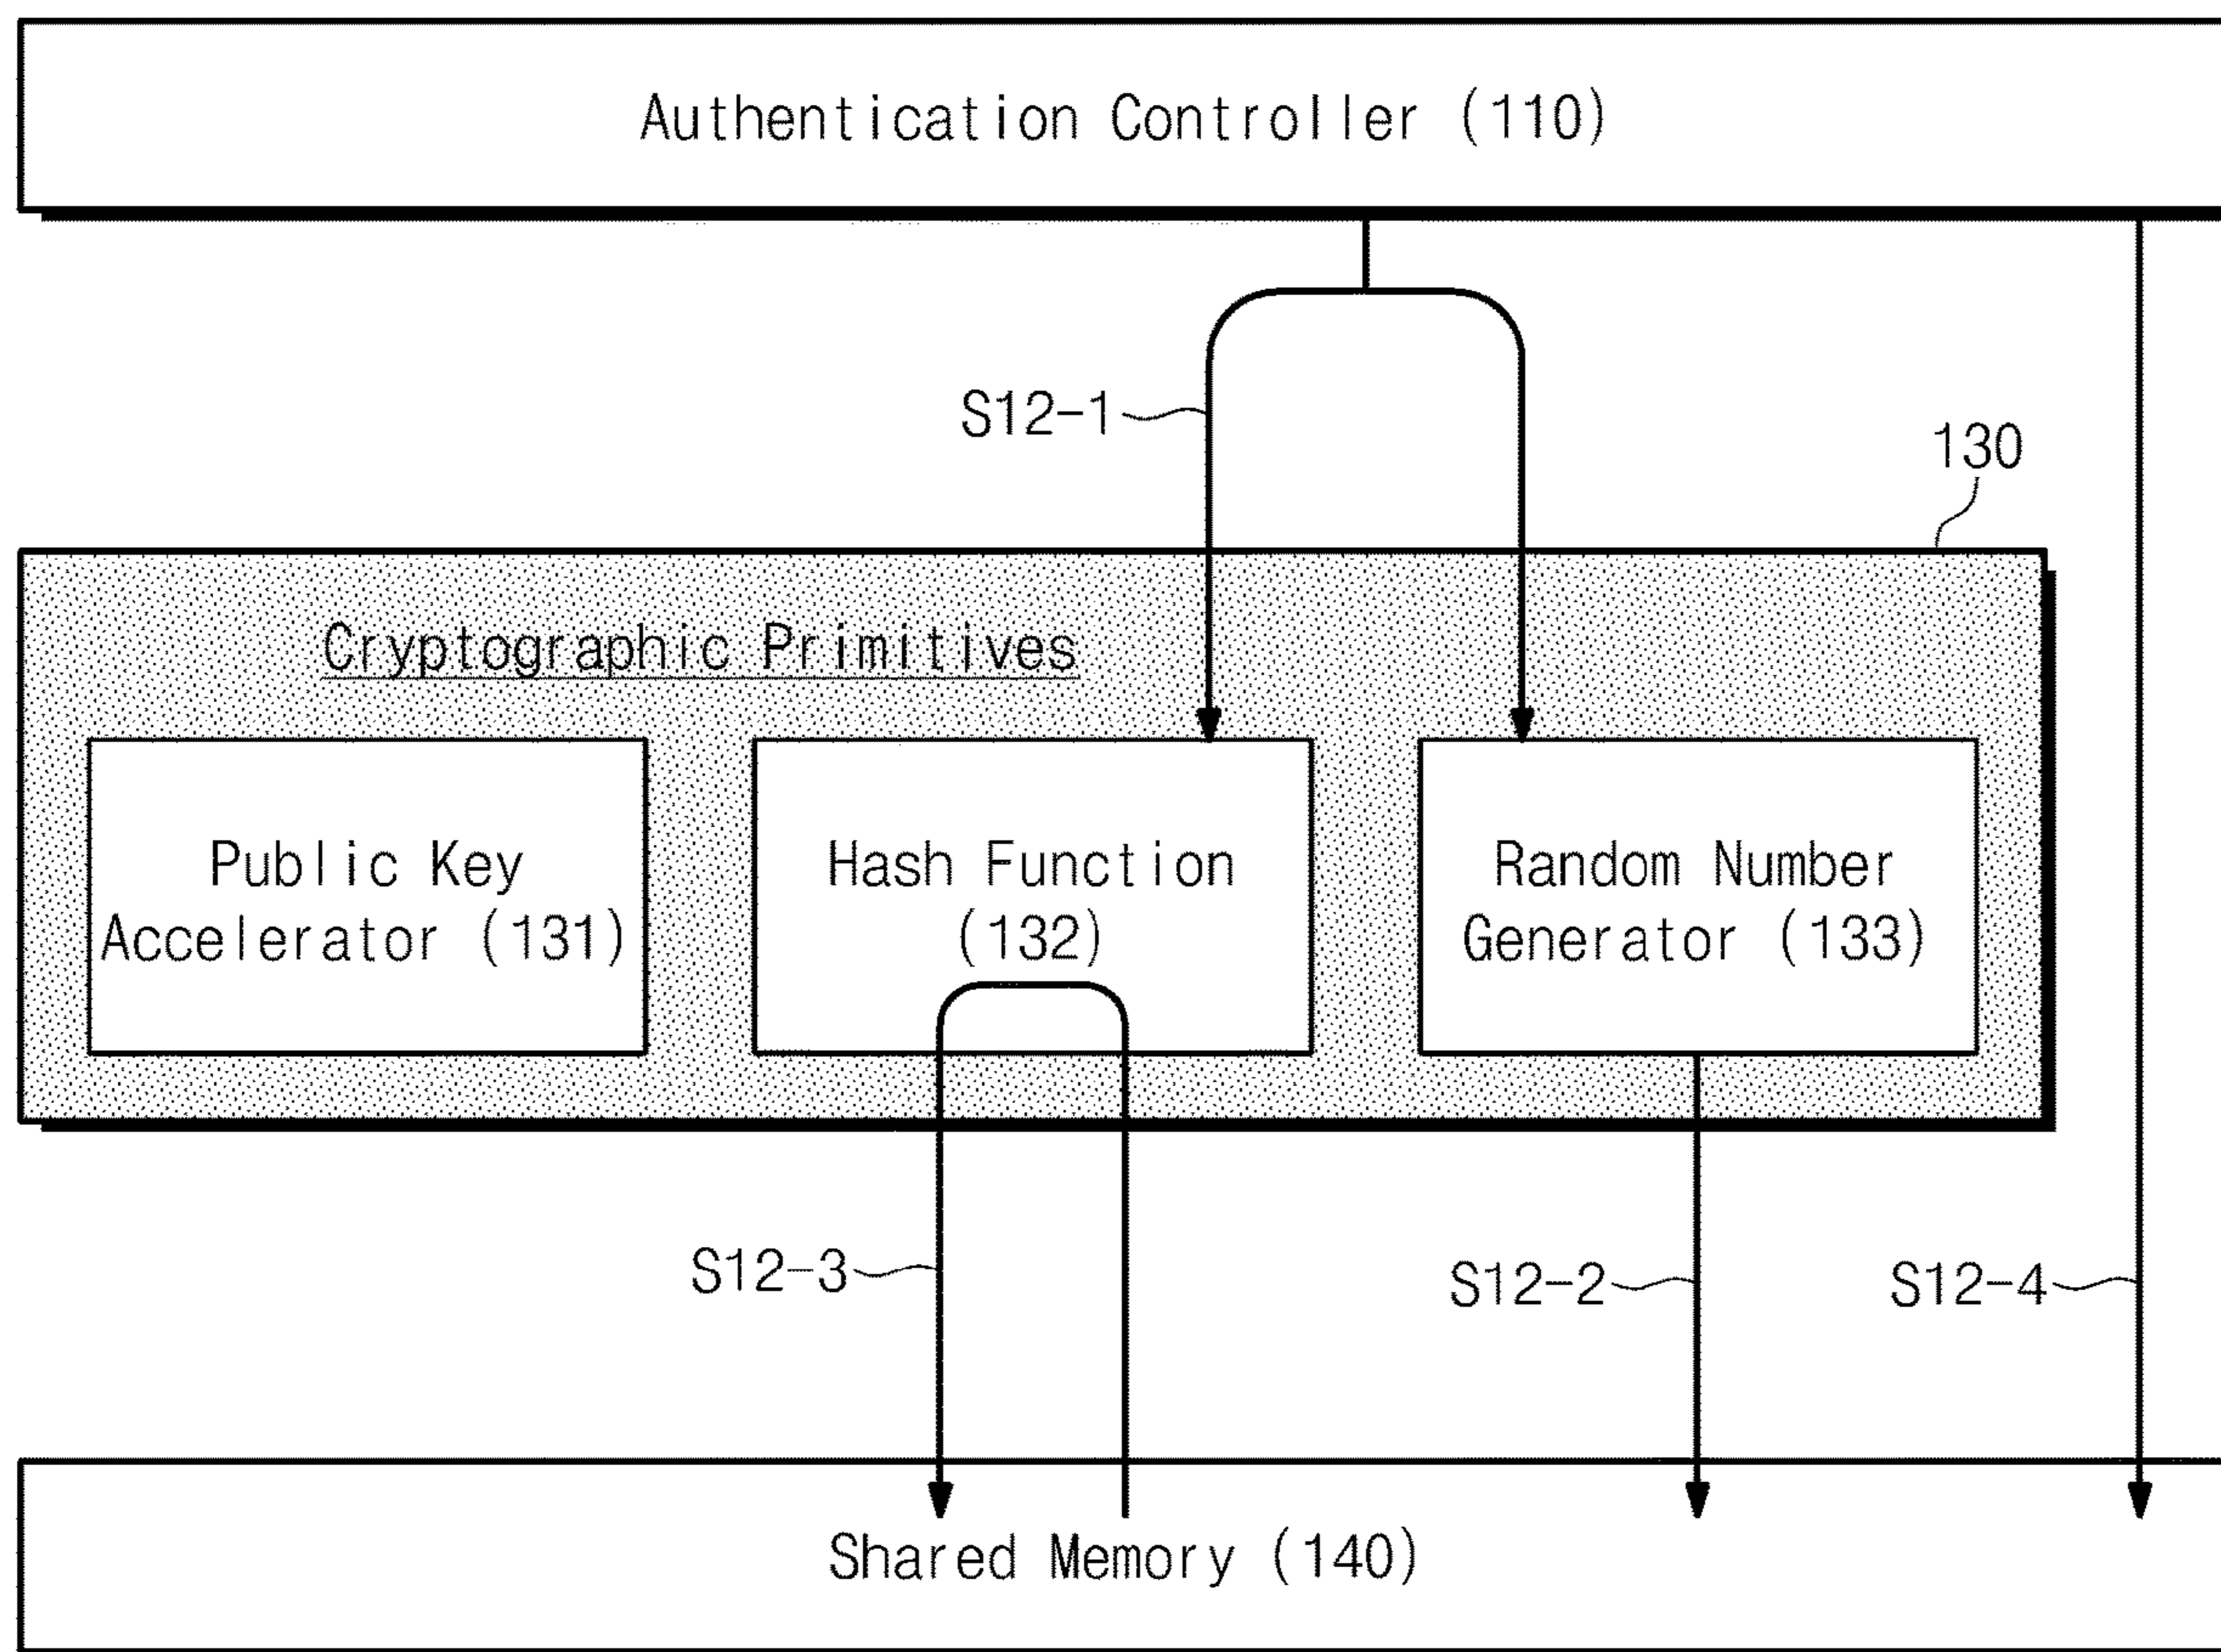 Authentication Controller (110)
S12-1
130
Cryptographic Primitives
Public Key
Accelerator (131)
Hash Function
(132)
Random Number
Generator (133)
S12-3
S12-2
S12-4
Shared Memory (140)